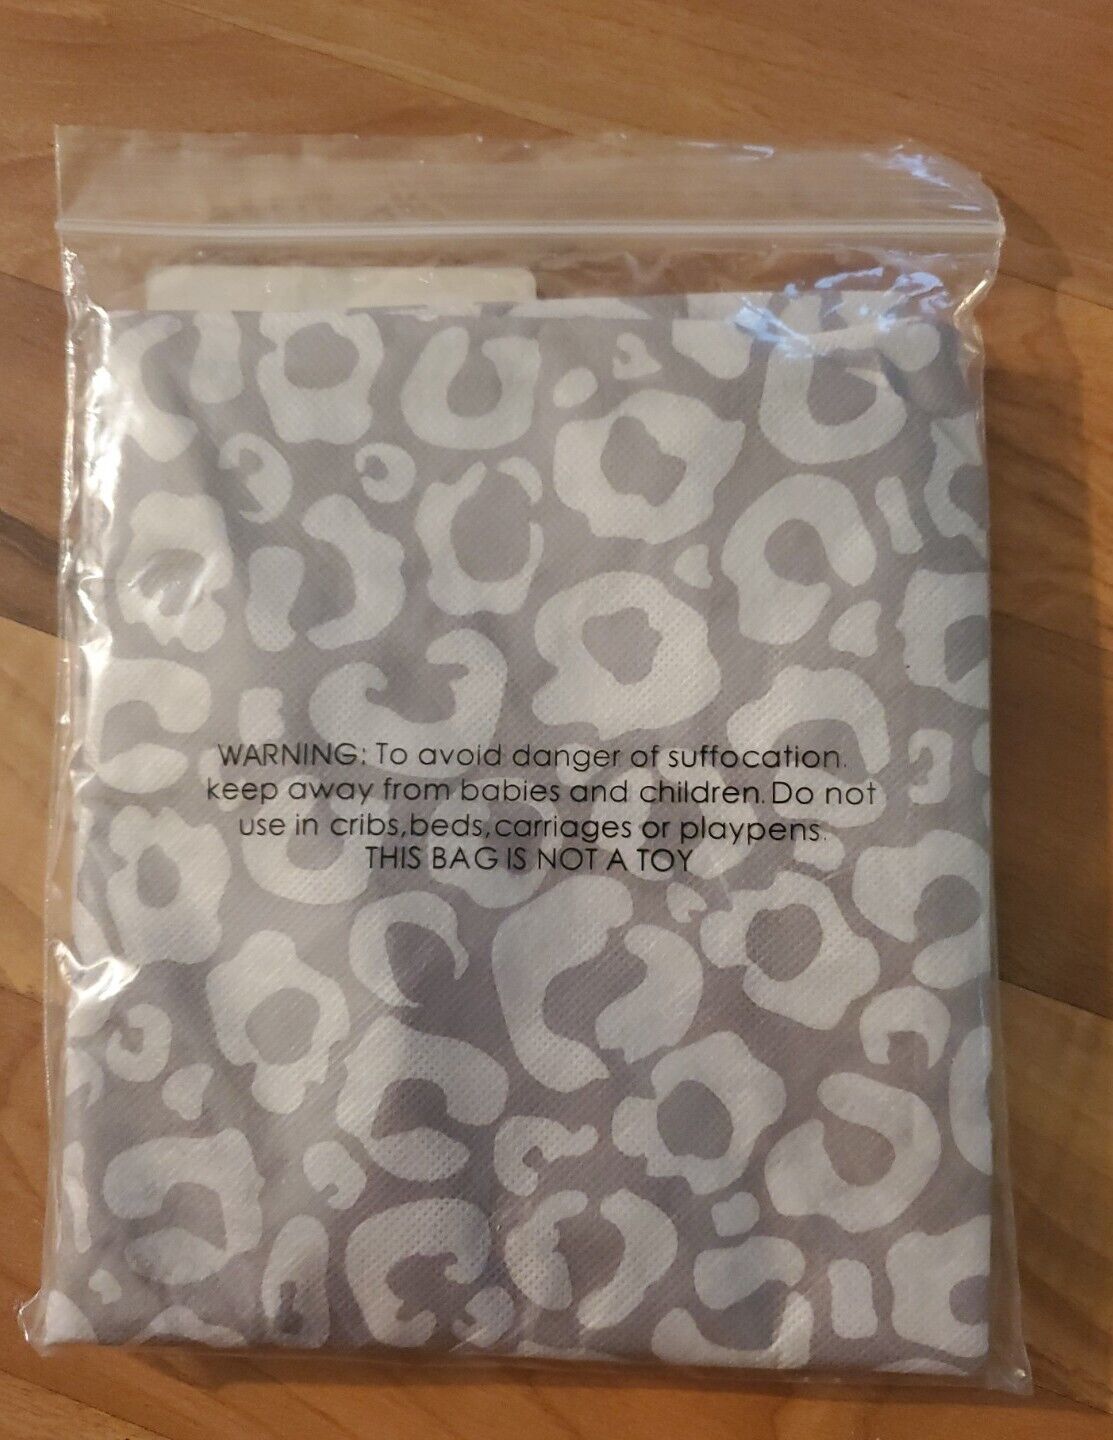 WARNING: To avoid danger of suffocation.
keep away from babies and children.Do not
use in cribs,beds,carriages or playpens.
THIS BAG IS NOT A TOY